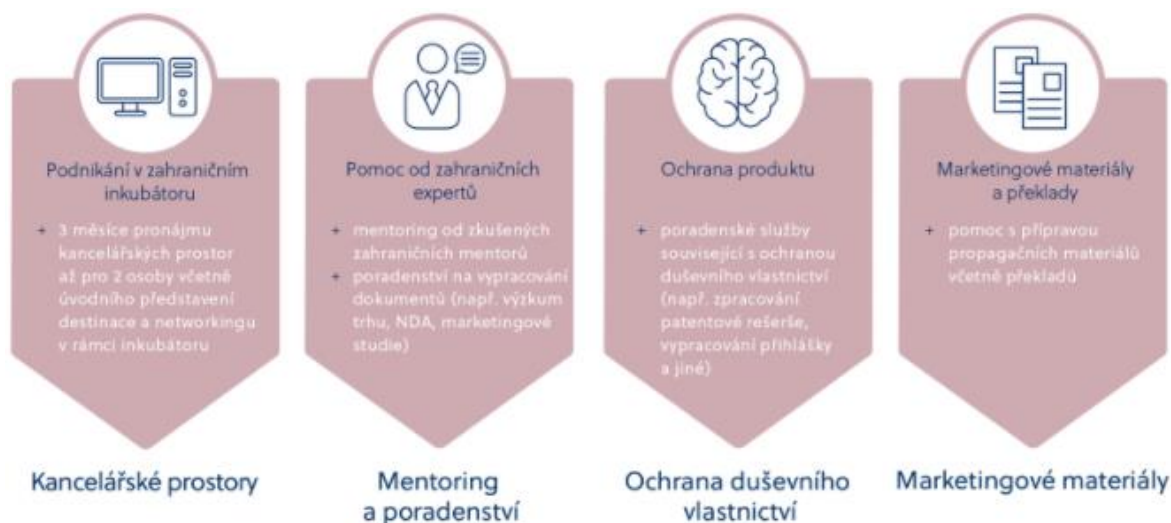 Podnikání v zahraničním
inkubátoru
+ 3 měsíce pronájmu
kancelářských prostor
až pro 2 osoby včetně
úvodního představení
destinace a networkingu
v rámci inkubátoru
Kancelářské prostory
Pomoc od zahraničních
expertů
+ mentoring od zkušených
zahraničních mentorů
+ poradenství na vypracování
dokumentů (např. výzkum
trhu, NDA, marketingové
studie)
Mentoring
a poradenství
Ochrana produktu
+ poradenské služby
související s ochranou
duševního vlastnictví
(např. zpracování
patentové rešerše,
vypracování přihlášky
a jiné)
Ochrana duševního
vlastnictví
Marketingové materiály
a překlady
+ pomoc s přípravou
propagačních materiálů
včetně překladů
Marketingové materiály